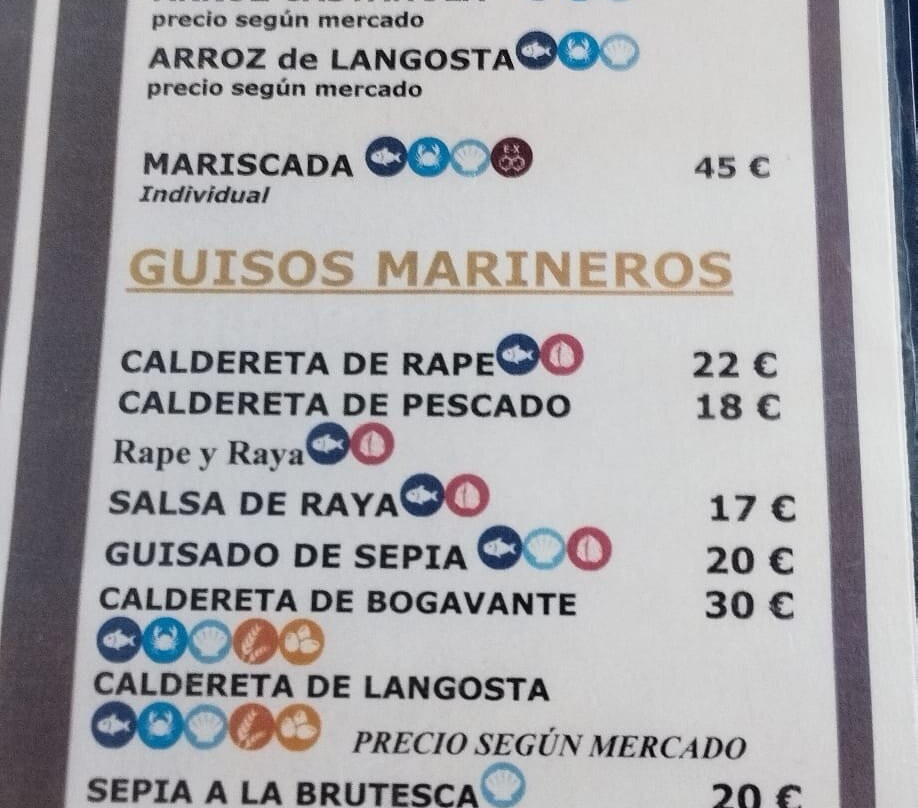 precio según mercado
ARROZ de LANGOSTA
precio según mercado
MARISCADA 45 €
Individual
GUISOS MARINEROS
CALDERETA DE RAPE 22 €
CALDERETA DE PESCADO 18 €
Rape y Raya
SALSA DE RAYA 17 €
GUISADO DE SEPIA 20 €
CALDERETA DE BOGAVANTE 30 €
CALDERETA DE LANGOSTA
PRECIO SEGÚN MERCADO
SEPIA A LA BRUTESCA 20 €